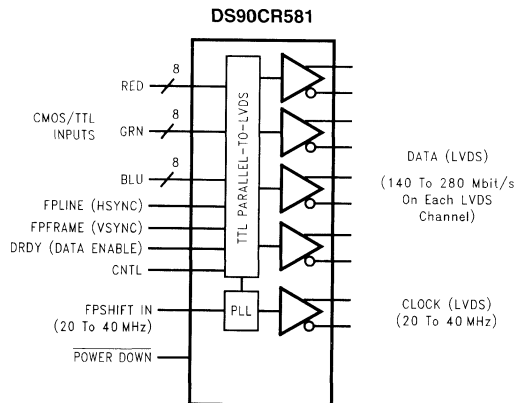 DS90CR581
8
RED
CMOS/TTL
INPUTS
8
GRN
8
BLU
FPLINE (HSYNC)
FPFRAME (VSYNC)
DRDY (DATA ENABLE)
CNTL
FPSHIFT IN
(20 To 40 MHz)
POWER DOWN
TTL PARALLEL-TO-LVDS
PLL
DATA (LVDS)
(140 To 280 Mbit/s
On Each LVDS
Channel)
CLOCK (LVDS)
(20 To 40 MHz)